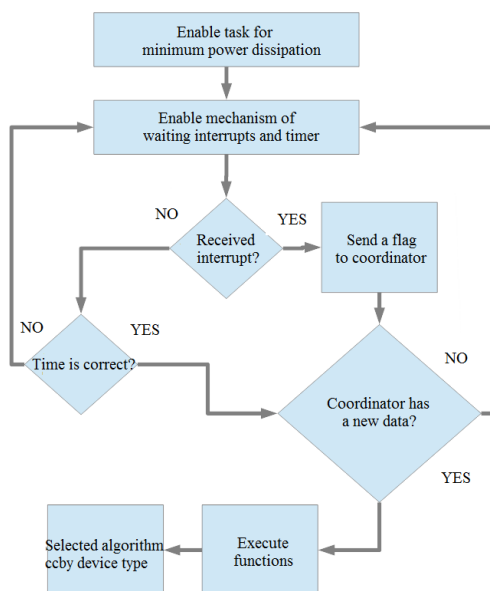 Enable task for
minimum power dissipation
Enable mechanism of
waiting interrupts and timer
NO
YES
Received
interrupt?
Send a flag
to coordinator
NO
YES
Time is correct?
NO
Coordinator has
a new data?
YES
Selected algorithm
ccby device type
Execute
functions